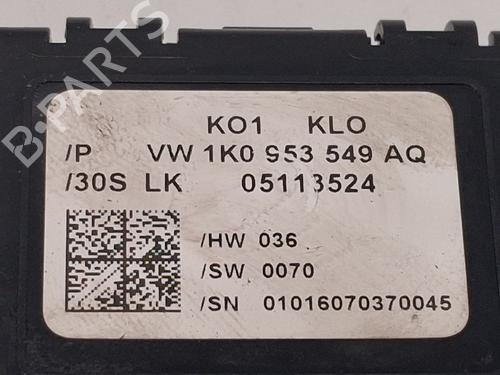 B-PARTS
KO1 KLO
/P VW 1K0 953 549 AQ
/30S LK 05113524
/HW 036
/SW 0070
/SN 01016070370045